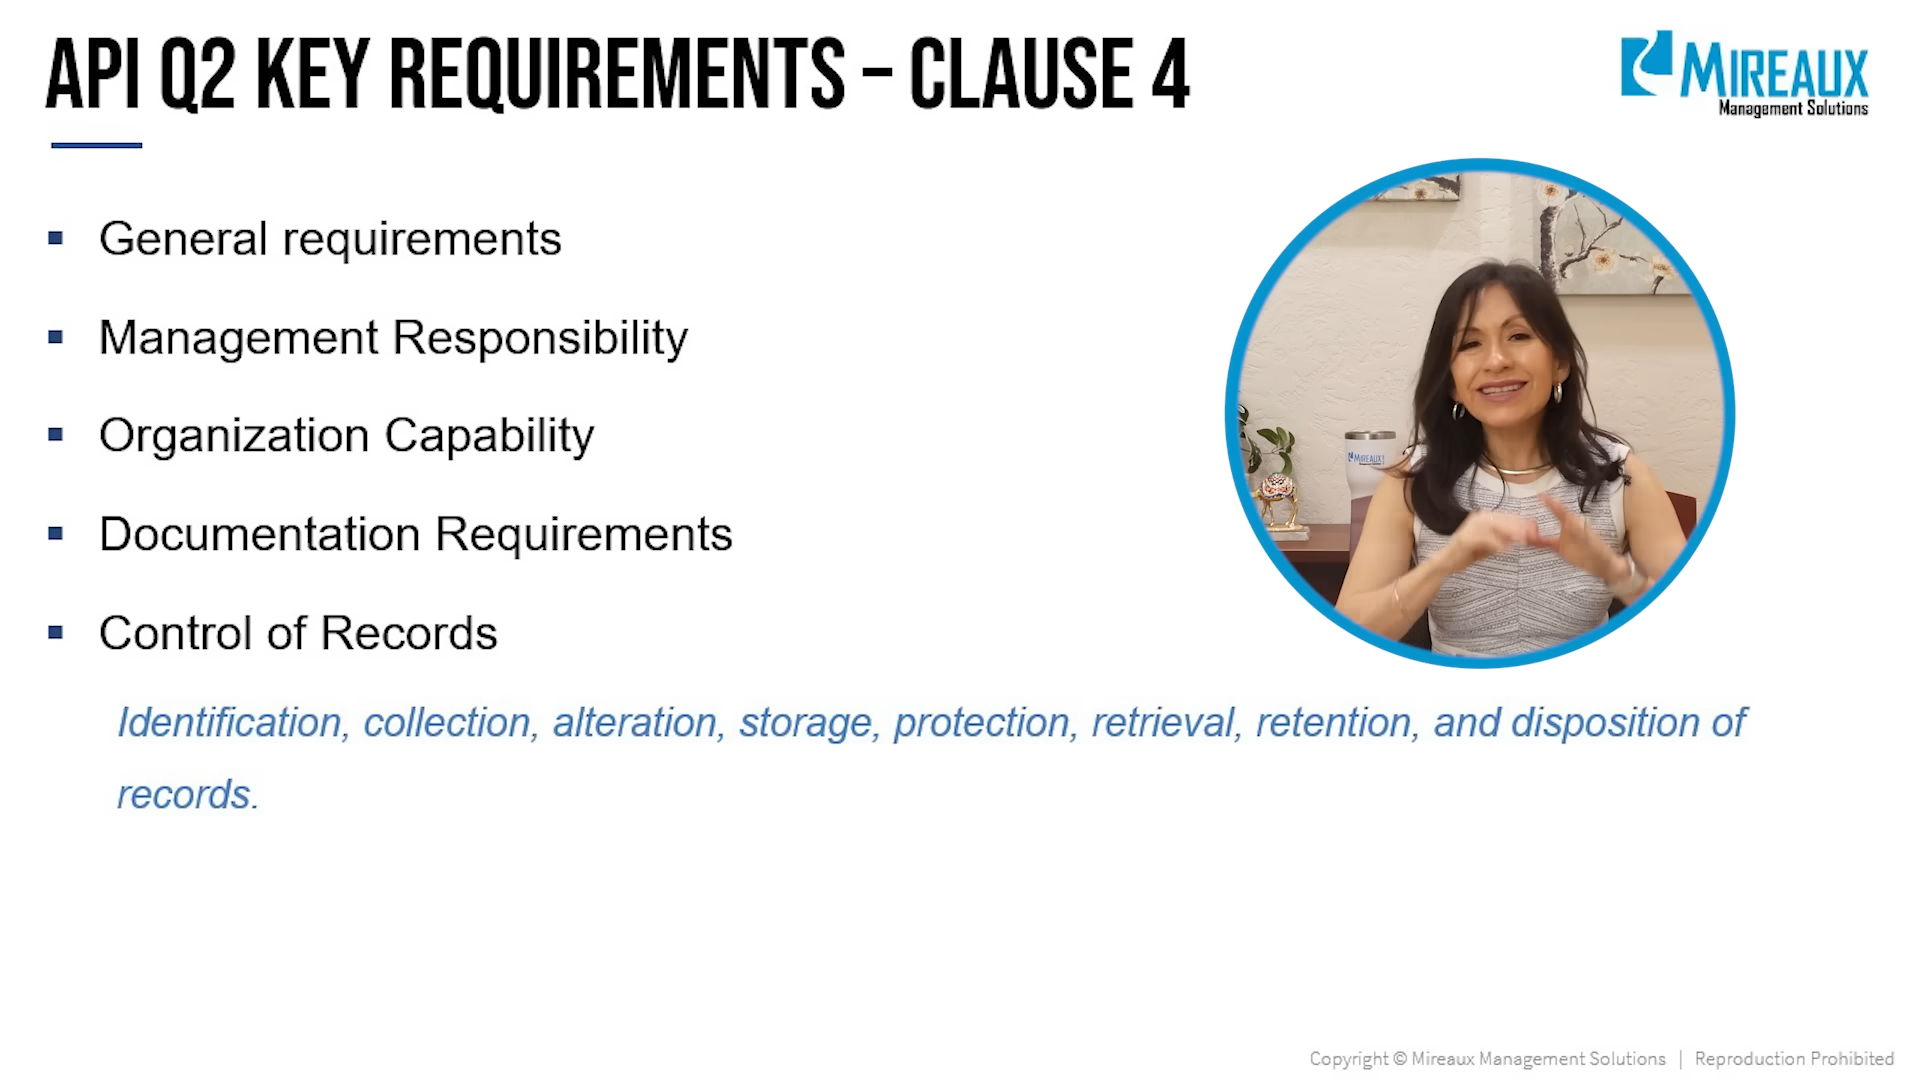 API Q2 KEY REQUIREMENTS – CLAUSE 4
MIREAUX
Management Solutions
General requirements
Management Responsibility
Organization Capability
Documentation Requirements
Control of Records
Identification, collection, alteration, storage, protection, retrieval, retention, and disposition of
records.
MIREAUX
Copyright © Mireaux Management Solutions | Reproduction Prohibited